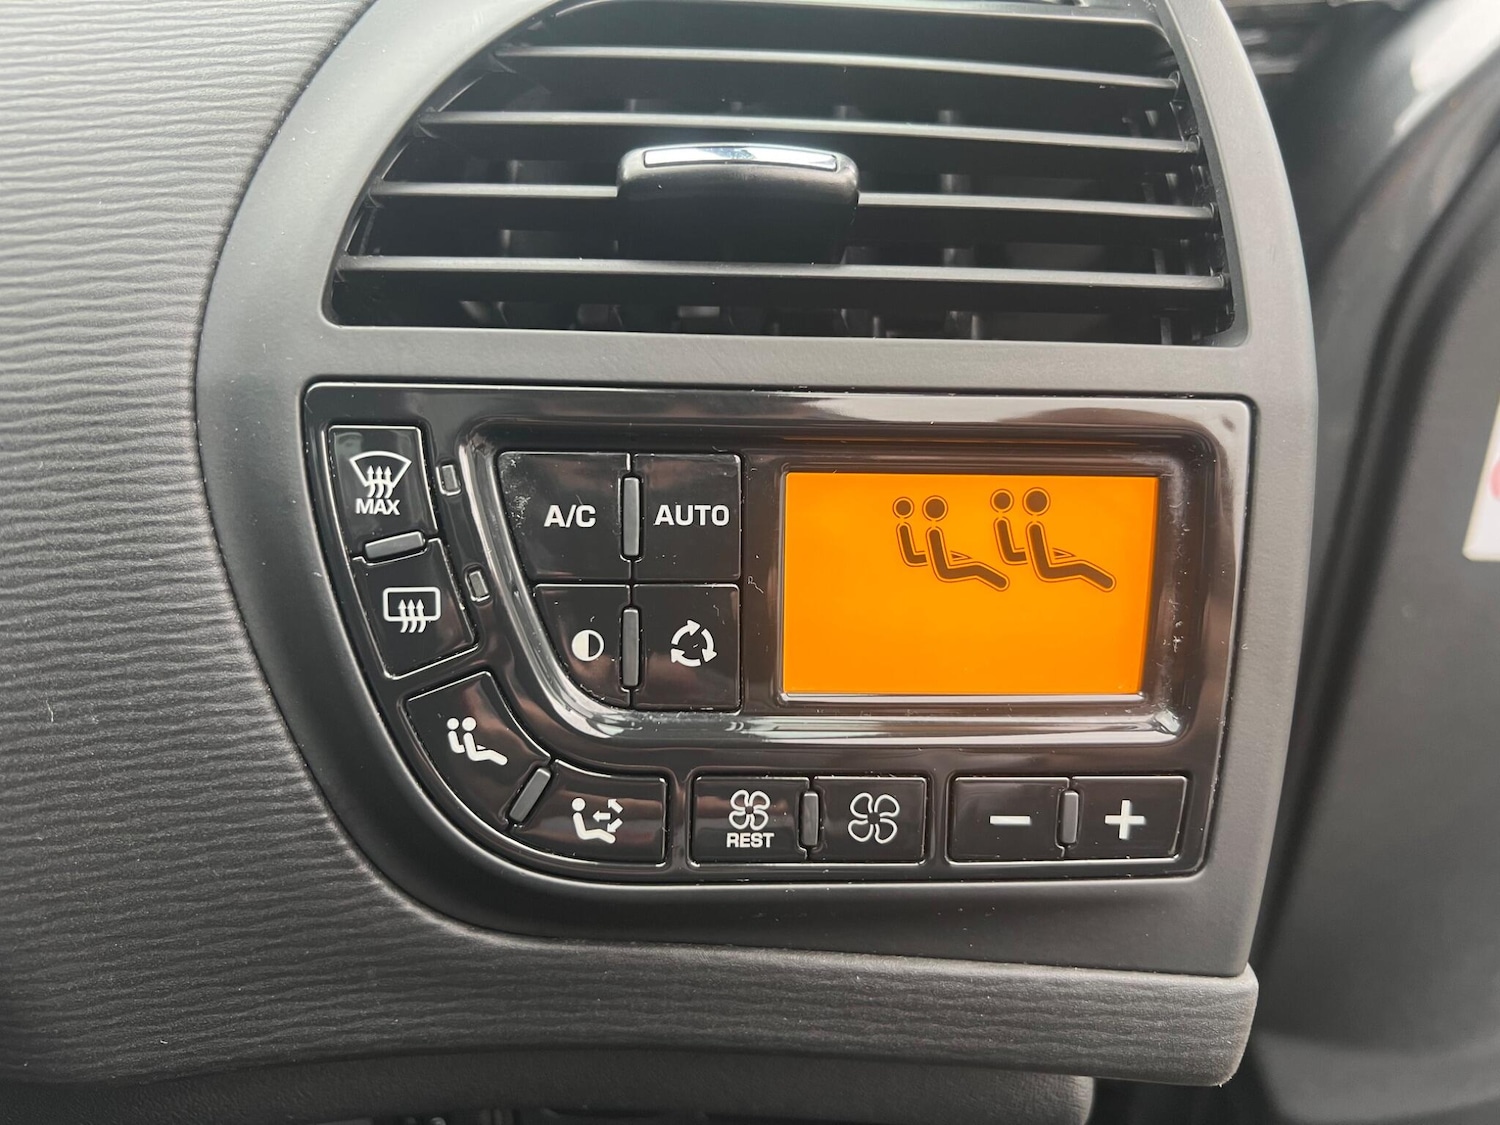 MAX
A/C
AUTO
REST
−
+